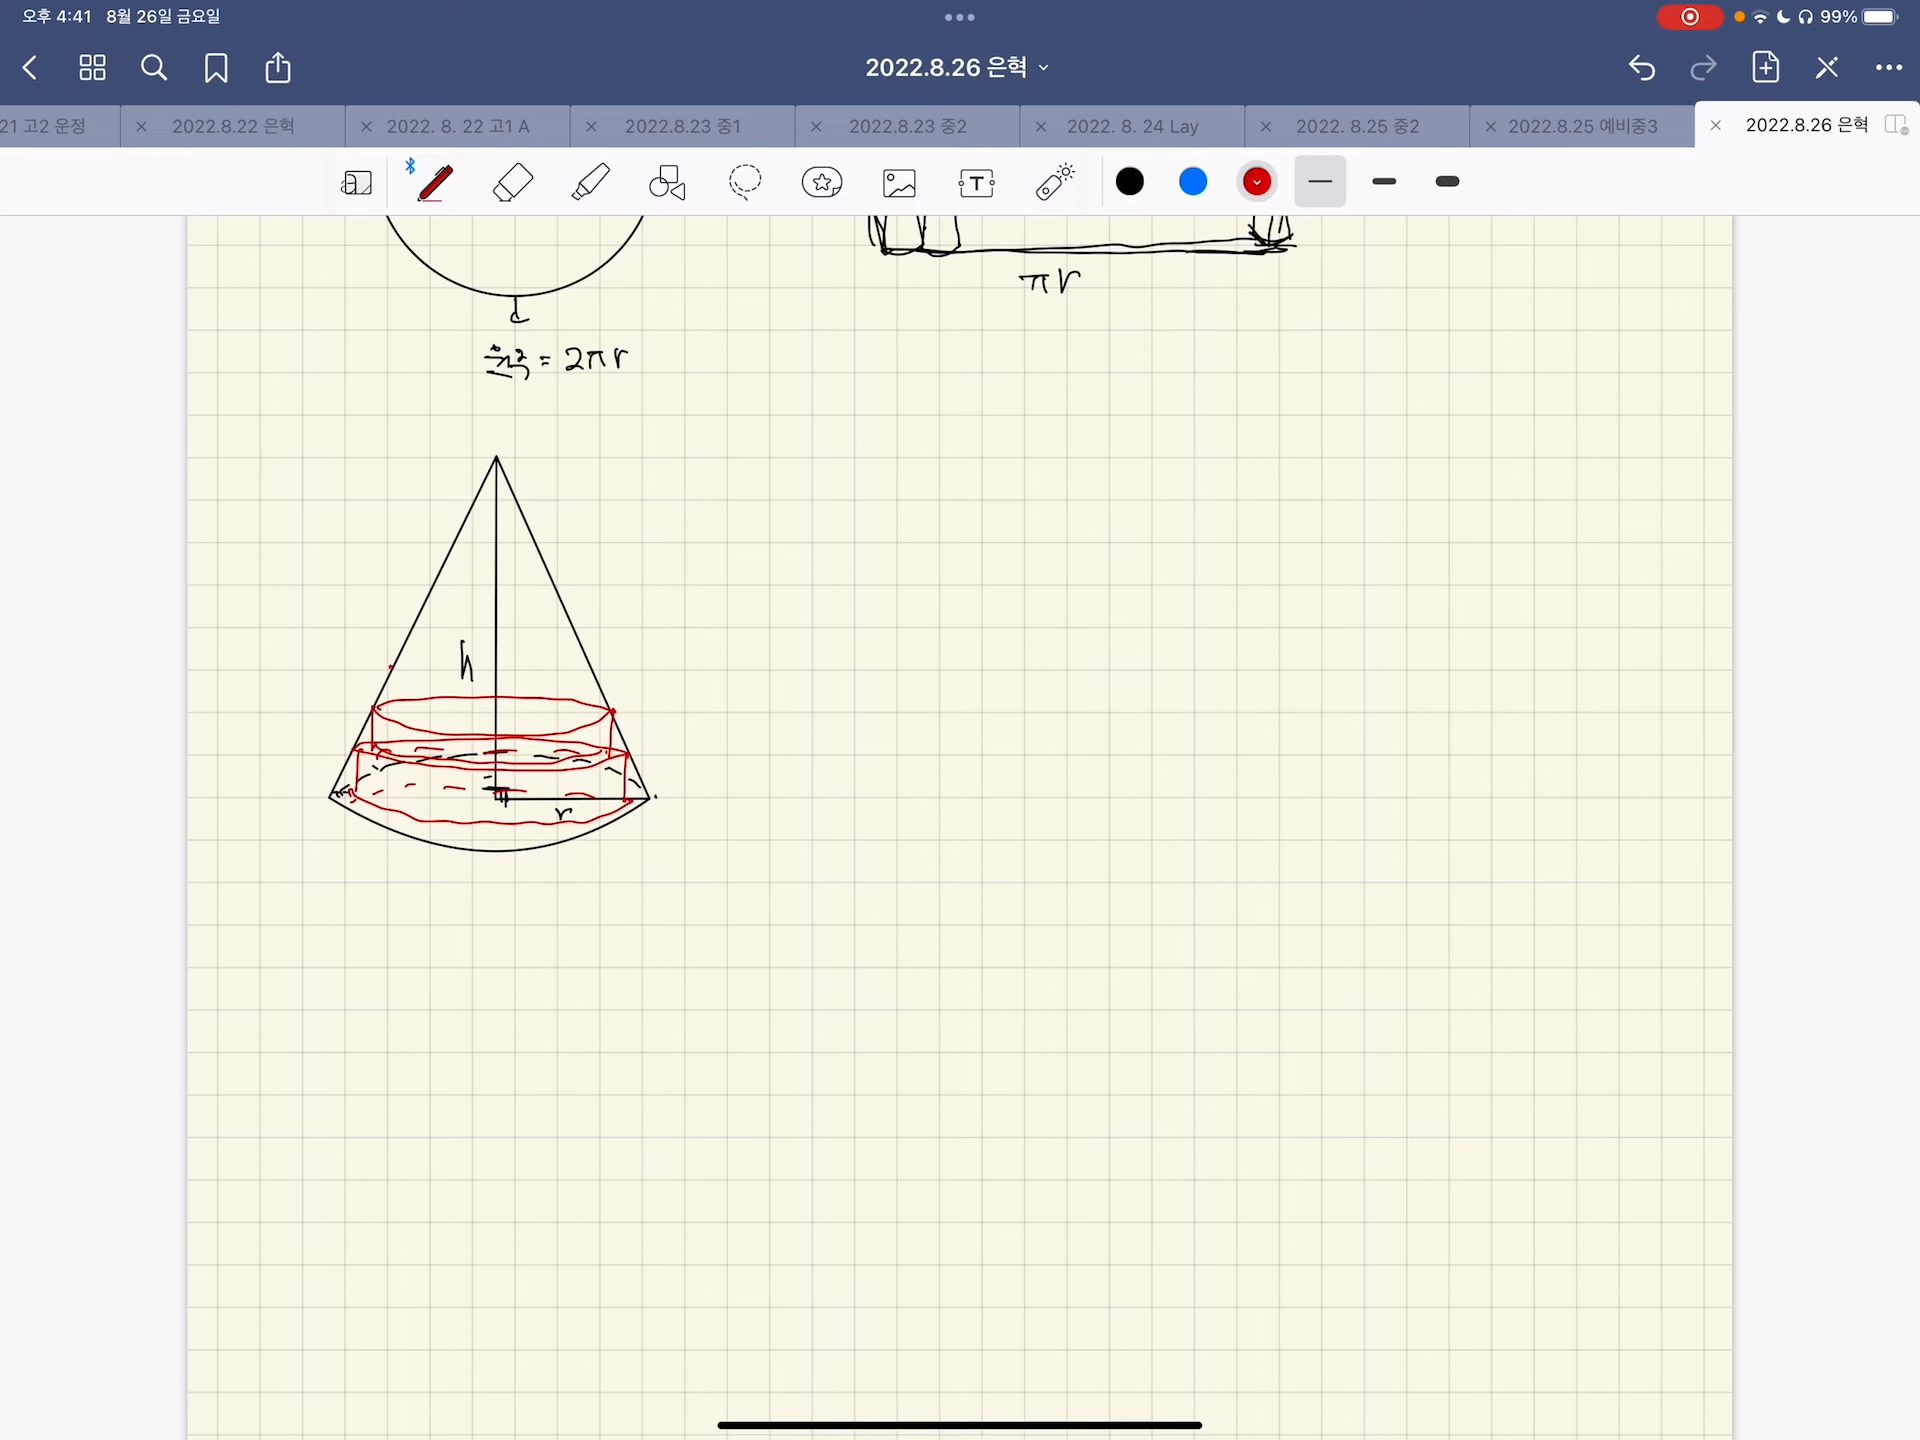 오후 4:41 8월 26일 금요일
99%
2022.8.26 은혁
21 고2 운정
2022.8.22 은혁
2022. 8. 22 고1 A
2022.8.23 중1
2022.8.23 중2
2022. 8. 24 Lay
2022. 8.25 중2
2022.8.25 예비중3
2022.8.26 은혁
πr
= 2πr
h
r